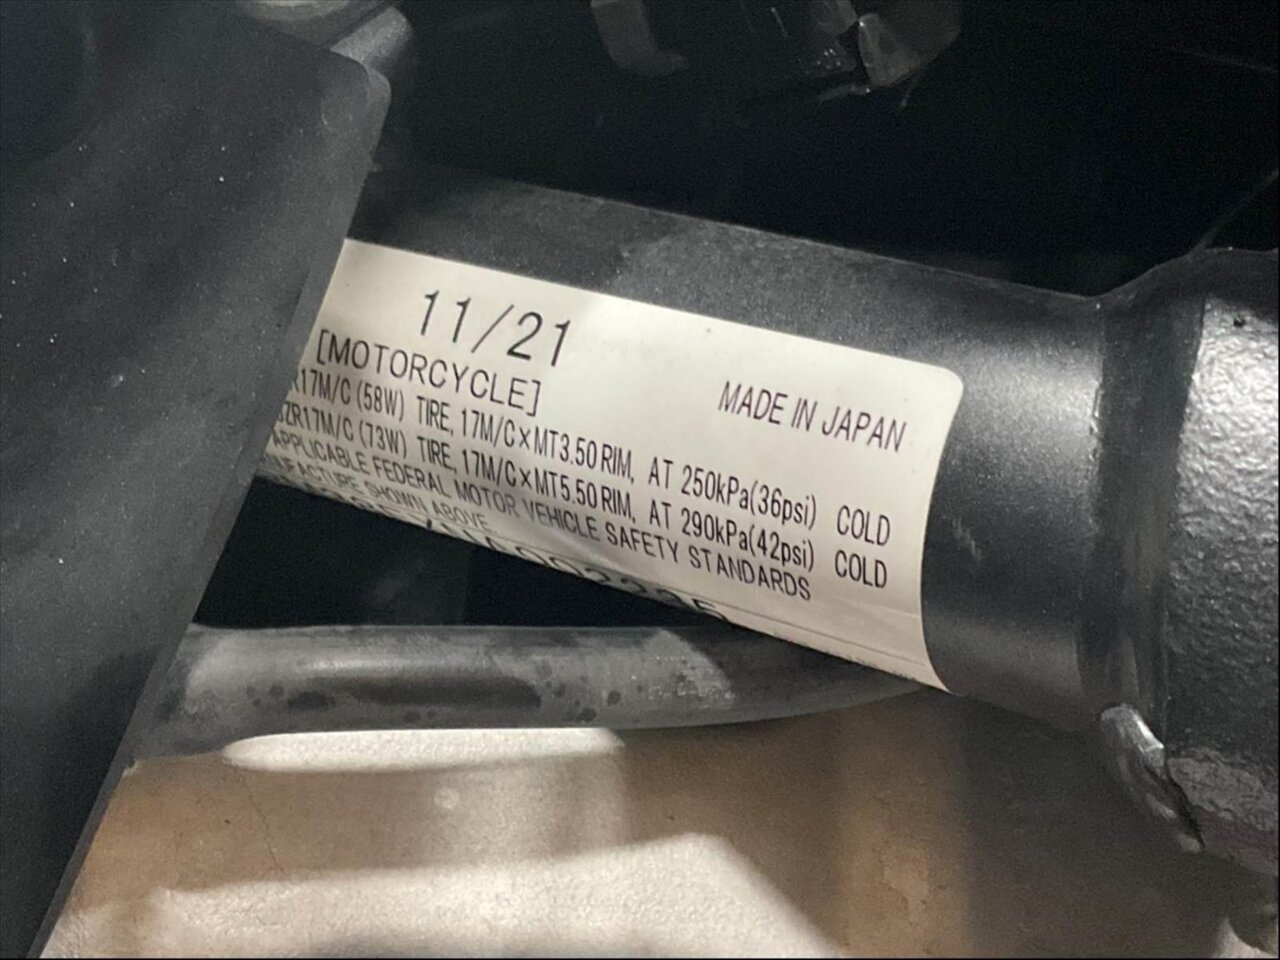 11/21
[MOTORCYCLE]
MADE IN JAPAN
R17M/C (58W) TIRE, 17M/C×MT3.50 RIM, AT 250kPa(36psi) COLD
ZR17M/C (73W) TIRE, 17M/C×MT5.50 RIM, AT 290kPa(42psi) COLD
APPLICABLE FEDERAL MOTOR VEHICLE SAFETY STANDARDS
UFACTURE SHOWN ABOVE